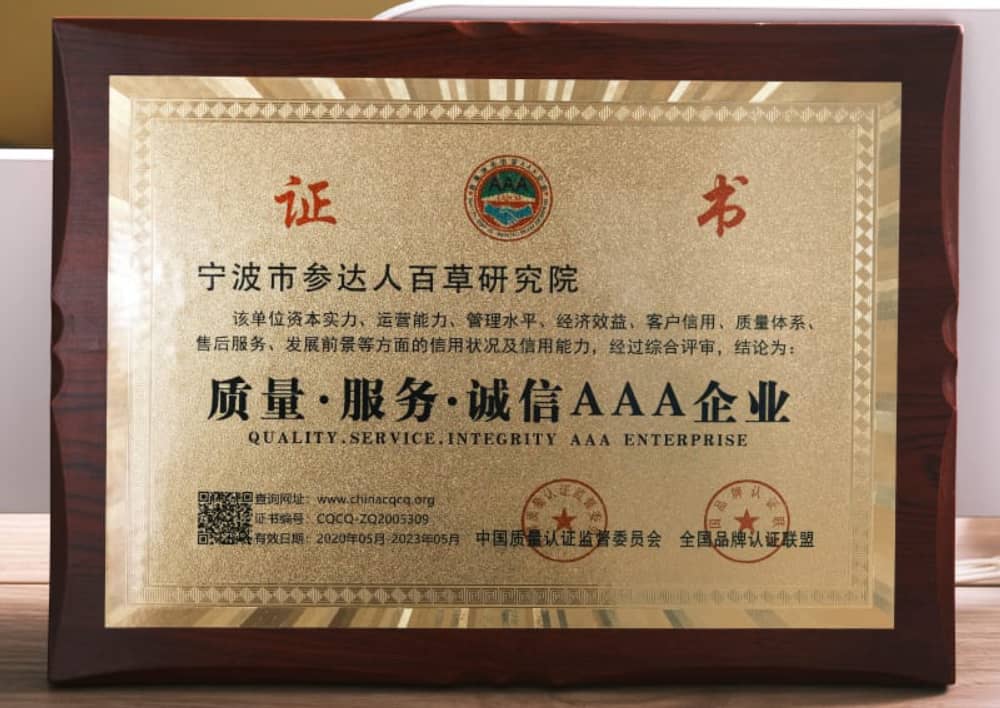 证 书
AAA
宁波市参达人百草研究院
该单位资本实力、运营能力、管理水平、经济效益、客户信用、质量体系、
售后服务、发展前景等方面的信用状况及信用能力,经过综合评审,结论为:
质量·服务·诚信AAA企业
QUALITY.SERVICE.INTEGRITY AAA ENTERPRISE
查询网址:www.chinacqcq.org
证书编号:CQCQ-ZQ2005309
有效日期:2020年05月-2023年05月
中国质量认证监督委员会 全国品牌认证联盟